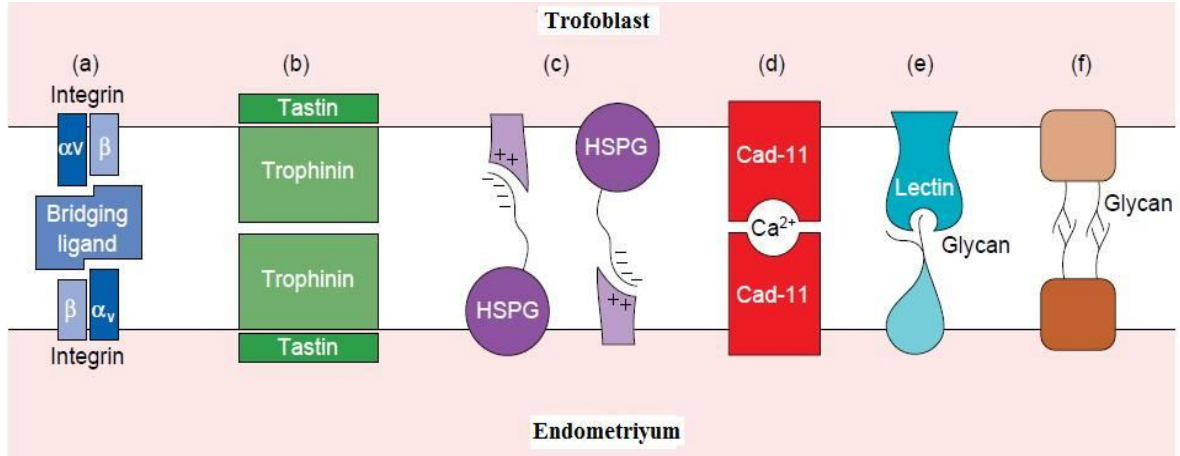 Trofoblast
(a) (b) (c) (d) (e) (f)
Integrin
αv β
Bridging
ligand
β αv
Integrin
Tastin
Trophinin
Trophinin
Tastin
++
HSPG
HSPG
++
Cad-11
Ca2+
Cad-11
Lectin
Glycan
Glycan
Endometriyum